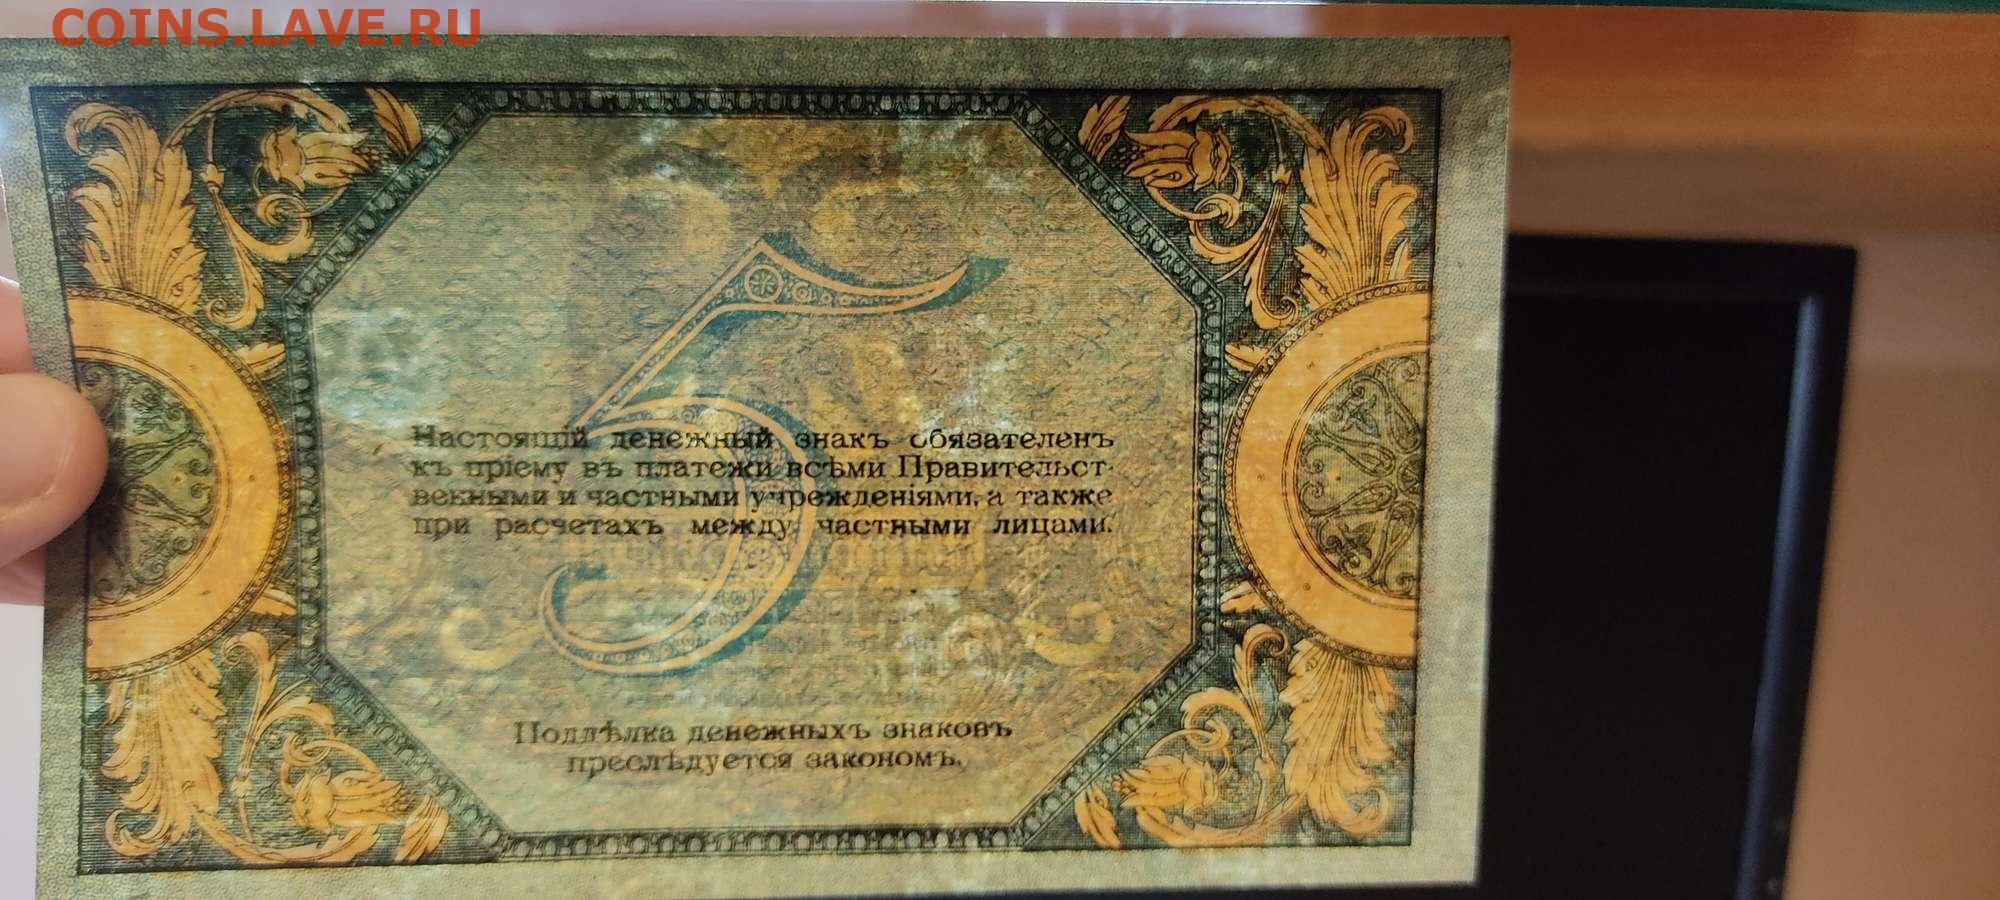 COINS.LAVE.RU
5
Настоящій денежный знакъ обязателенъ
къ пріему въ платежи всѣми Правительст-
венными и частными учрежденіями, а также
при расчетахъ между частными лицами.
Поддѣлка денежныхъ знаковъ
преслѣдуется закономъ.